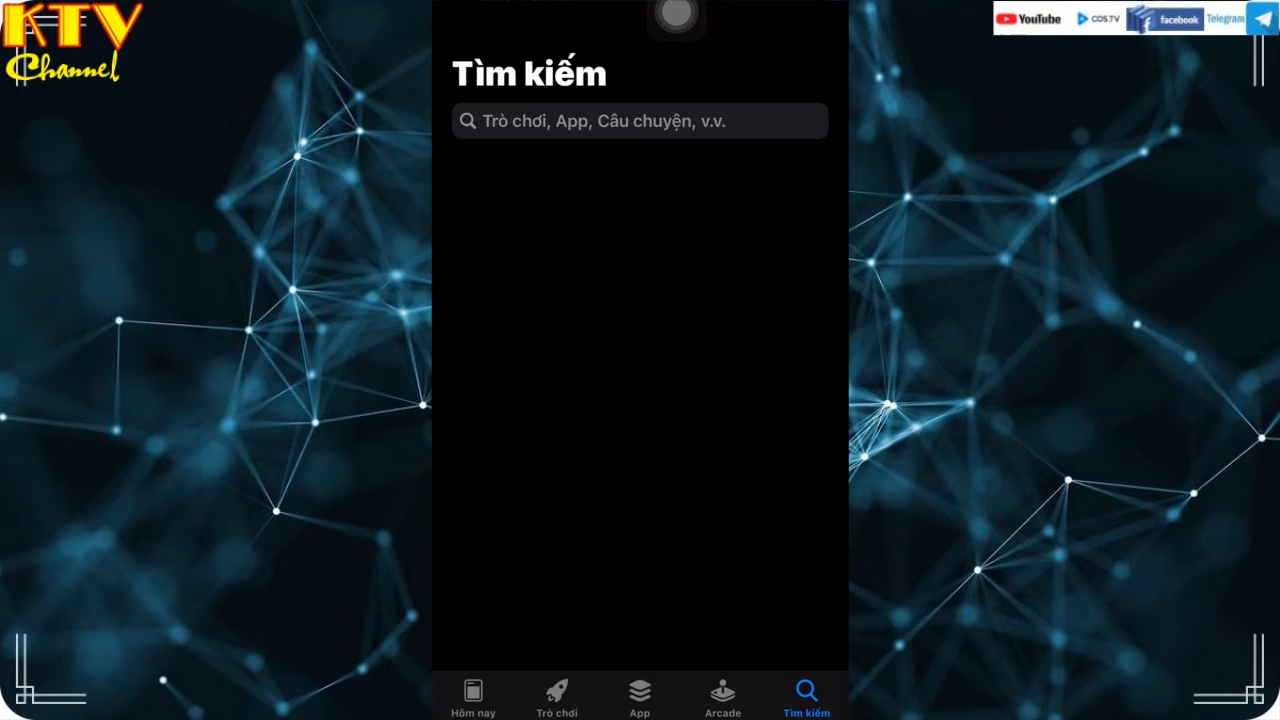 KTV
Channel
YouTube
COS.TV
facebook
Telegram
Tìm kiếm
Trò chơi, App, Câu chuyện, v.v.
Hôm nay
Trò chơi
App
Arcade
Tìm kiếm